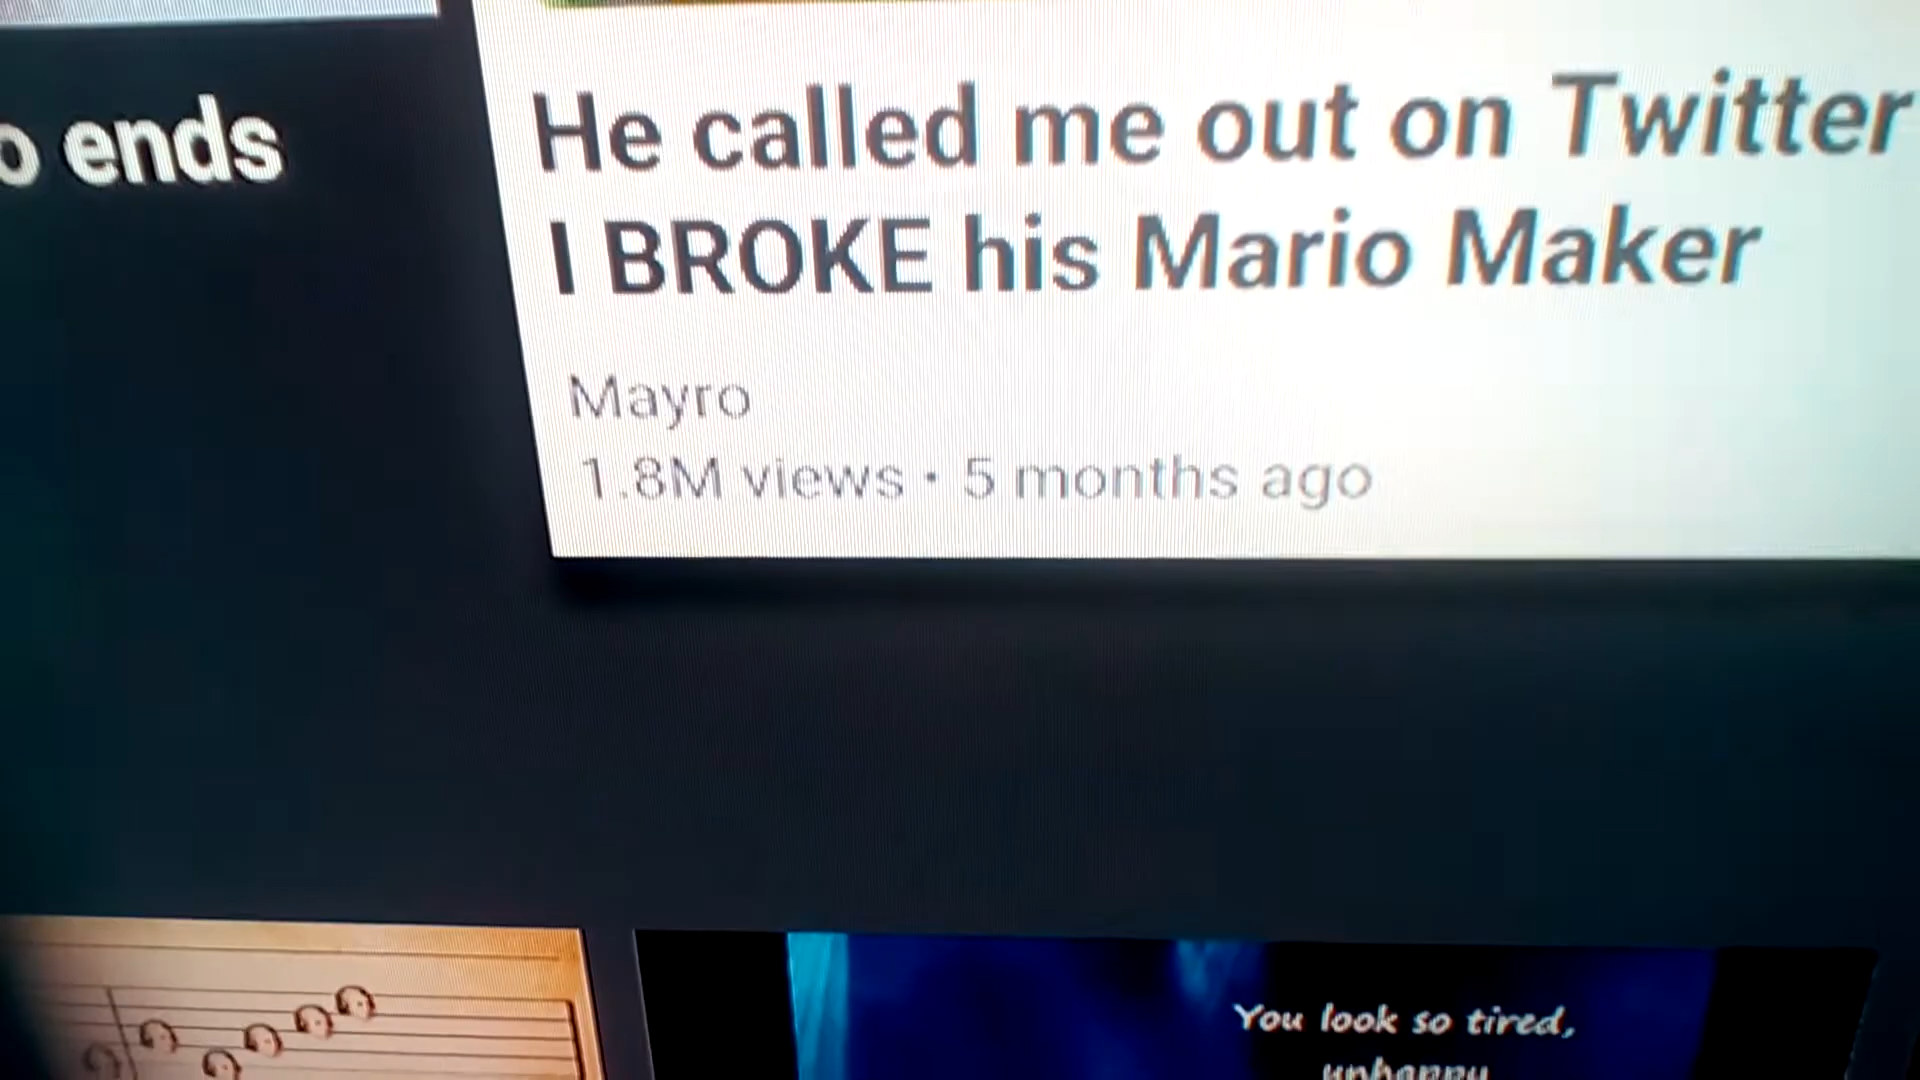 ends
He called me out on Twitter
I BROKE his Mario Maker
Mayro
1.8M views • 5 months ago
You look so tired,
unhappy